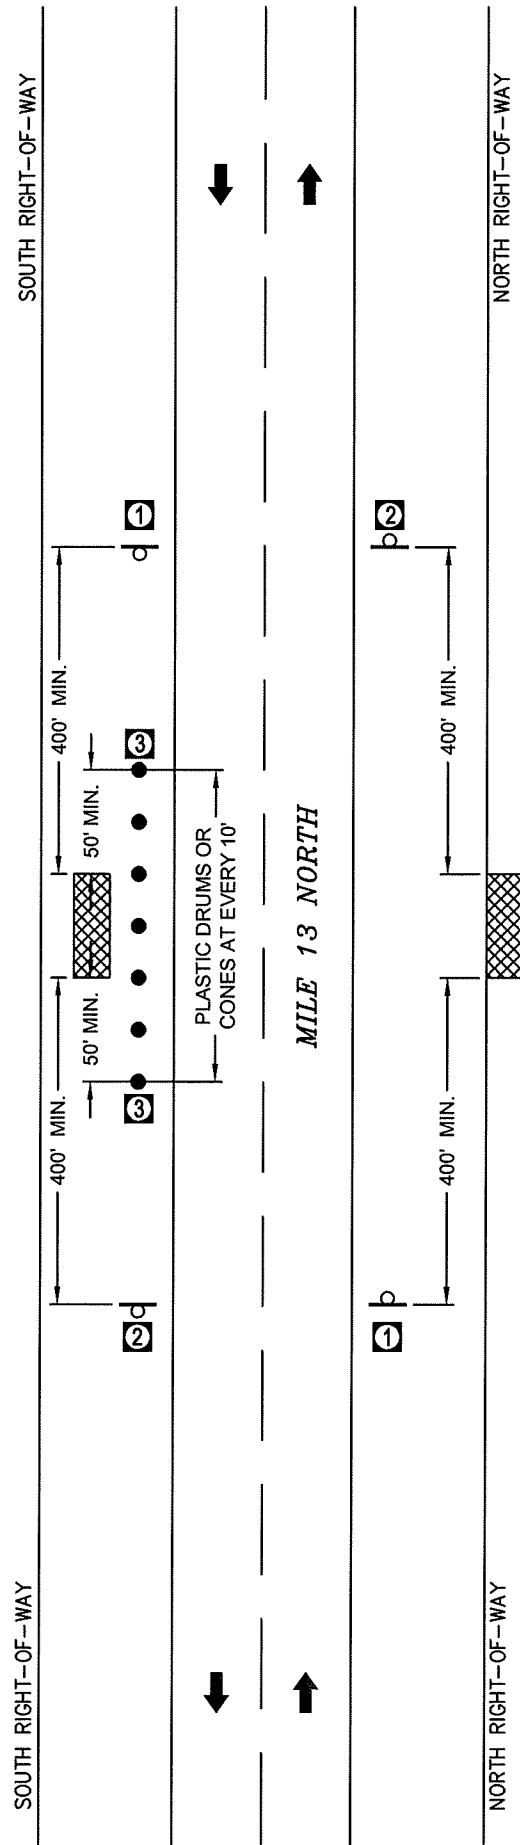 SOUTH RIGHT-OF-WAY
SOUTH RIGHT-OF-WAY
400' MIN.
400' MIN.
50' MIN.
50' MIN.
2
3
3
1
PLASTIC DRUMS OR
CONES AT EVERY 10'
MILE 13 NORTH
1
2
400' MIN.
400' MIN.
NORTH RIGHT-OF-WAY
NORTH RIGHT-OF-WAY